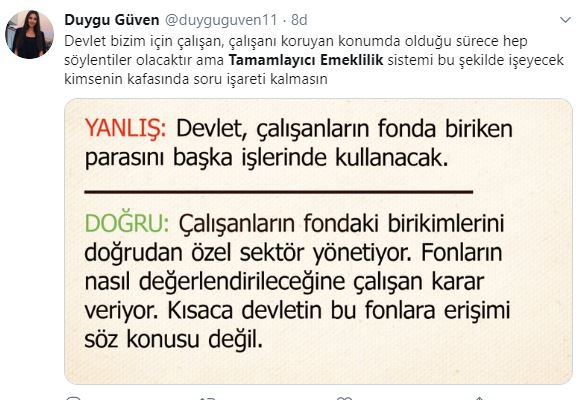 Duygu Güven @duyguguven11 · 8d
Devlet bizim için çalışan, çalışanı koruyan konumda olduğu sürece hep
söylentiler olacaktır ama Tamamlayıcı Emeklilik sistemi bu şekilde işeyecek
kimsenin kafasında soru işareti kalmasın
YANLIŞ: Devlet, çalışanların fonda biriken
parasını başka işlerinde kullanacak.
DOĞRU: Çalışanların fondaki birikimlerini
doğrudan özel sektör yönetiyor. Fonların
nasıl değerlendirileceğine çalışan karar
veriyor. Kısaca devletin bu fonlara erişimi
söz konusu değil.